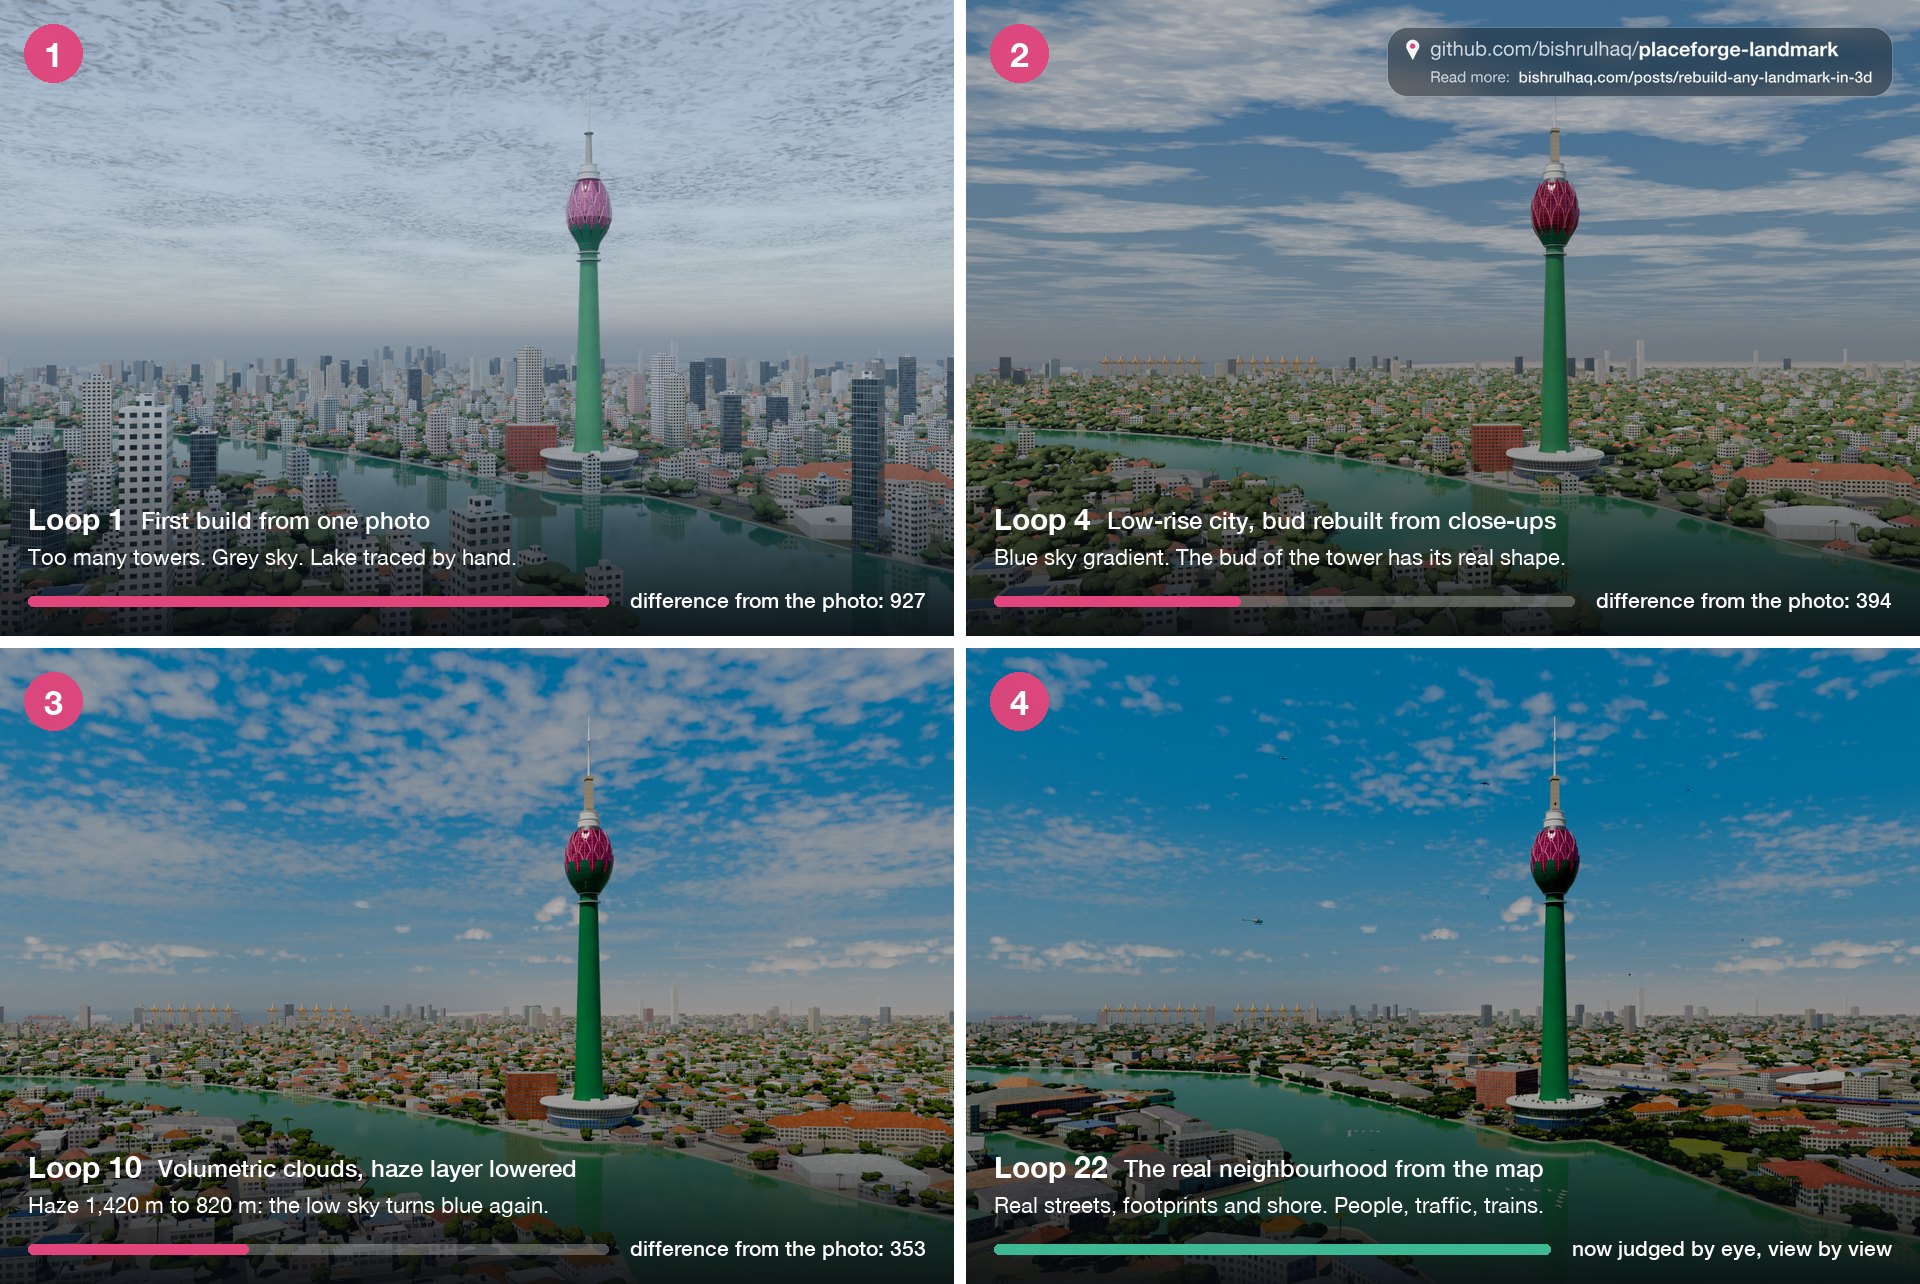 1
Loop 1 First build from one photo
Too many towers. Grey sky. Lake traced by hand.
difference from the photo: 927
2
github.com/bishrulhaq/placeforge-landmark
Read more: bishrulhaq.com/posts/rebuild-any-landmark-in-3d
Loop 4 Low-rise city, bud rebuilt from close-ups
Blue sky gradient. The bud of the tower has its real shape.
difference from the photo: 394
3
Loop 10 Volumetric clouds, haze layer lowered
Haze 1,420 m to 820 m: the low sky turns blue again.
difference from the photo: 353
4
Loop 22 The real neighbourhood from the map
Real streets, footprints and shore. People, traffic, trains.
now judged by eye, view by view